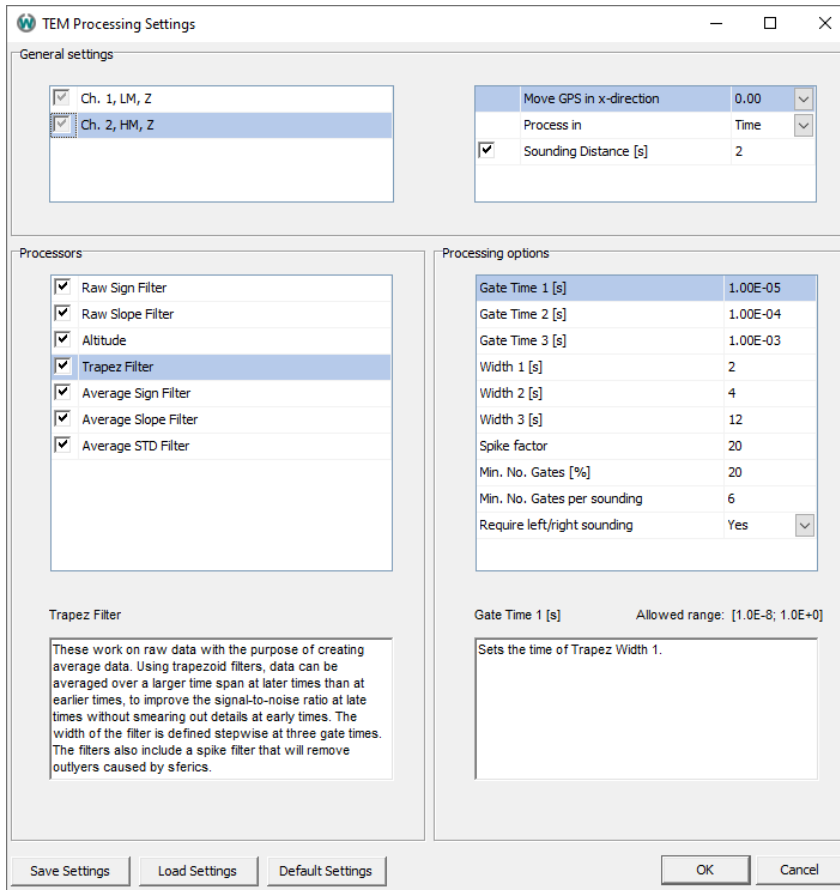 TEM Processing Settings
General settings
Ch. 1, LM, Z
Ch. 2, HM, Z
Move GPS in x-direction 0.00
Process in Time
Sounding Distance [s] 2
Processors
Raw Sign Filter
Raw Slope Filter
Altitude
Trapez Filter
Average Sign Filter
Average Slope Filter
Average STD Filter
Processing options
Gate Time 1 [s] 1.00E-05
Gate Time 2 [s] 1.00E-04
Gate Time 3 [s] 1.00E-03
Width 1 [s] 2
Width 2 [s] 4
Width 3 [s] 12
Spike factor 20
Min. No. Gates [%] 20
Min. No. Gates per sounding 6
Require left/right sounding Yes
Trapez Filter
These work on raw data with the purpose of creating
average data. Using trapezoid filters, data can be
averaged over a larger time span at later times than at
earlier times, to improve the signal-to-noise ratio at late
times without smearing out details at early times. The
width of the filter is defined stepwise at three gate times.
The filters also include a spike filter that will remove
outlyers caused by sferics.
Gate Time 1 [s] Allowed range: [1.0E-8; 1.0E+0]
Sets the time of Trapez Width 1.
Save Settings Load Settings Default Settings OK Cancel